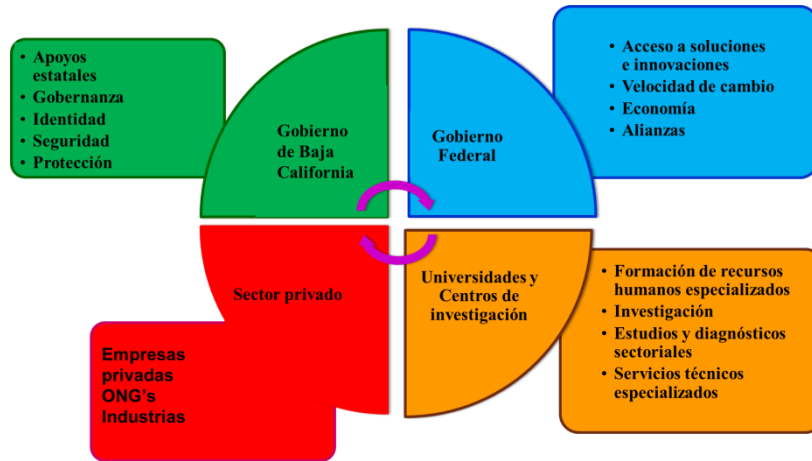 • Apoyos
estatales
• Gobernanza
• Identidad
• Seguridad
• Protección
Gobierno
de Baja
California
Gobierno
Federal
• Acceso a soluciones
e innovaciones
• Velocidad de cambio
• Economía
• Alianzas
Sector privado
Empresas
privadas
ONG's
Industrias
Universidades y
Centros de
investigación
• Formación de recursos
humanos especializados
• Investigación
• Estudios y diagnósticos
sectoriales
• Servicios técnicos
especializados